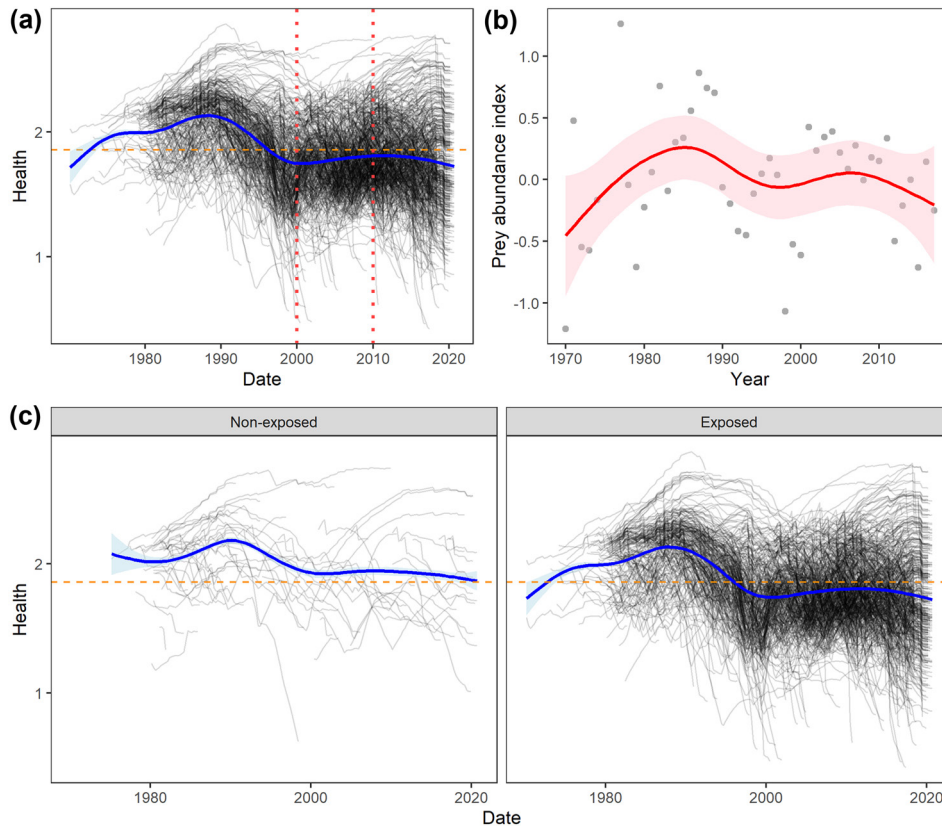 (a)
Health
2
1
1980 1990 2000 2010 2020
Date
(b)
Prey abundance index
1.0
0.5
0.0
-0.5
-1.0
1970 1980 1990 2000 2010
Year
(c)
Non-exposed
Exposed
Health
2
1
1980 2000 2020
1980 2000 2020
Date